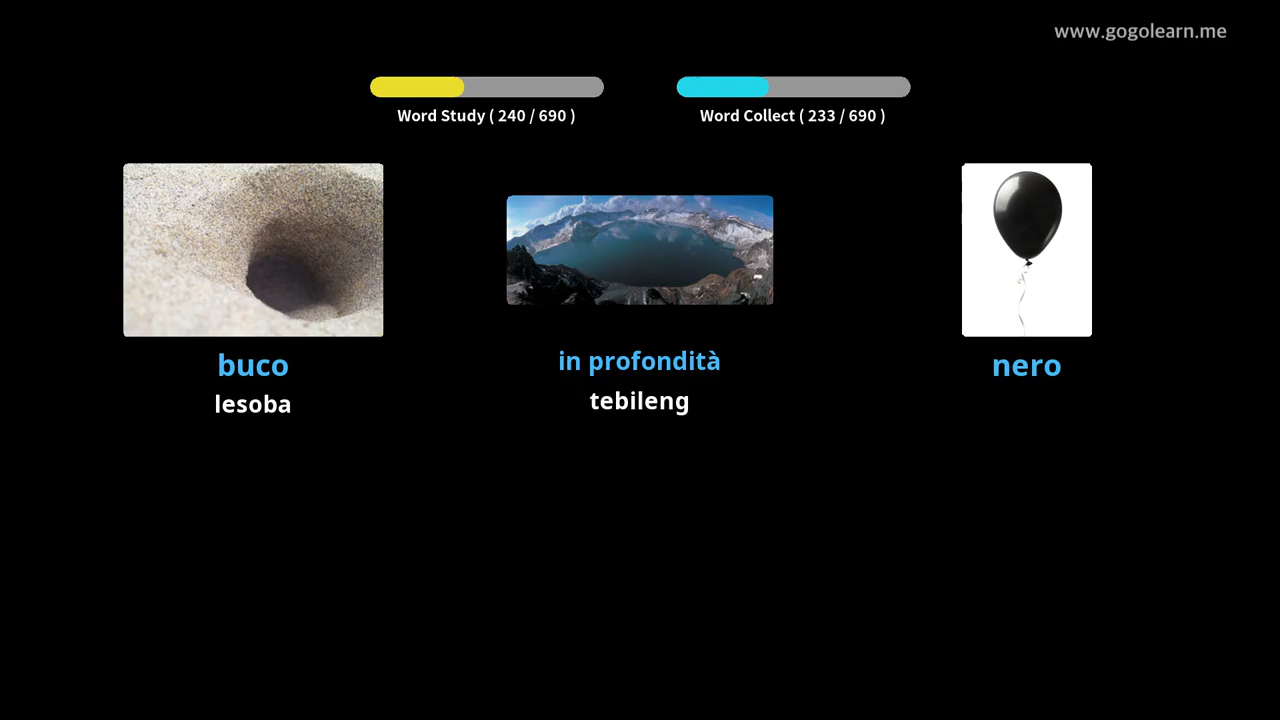 www.gogolearn.me
Word Study ( 240 / 690 )
Word Collect ( 233 / 690 )
buco
lesoba
in profondità
tebileng
nero